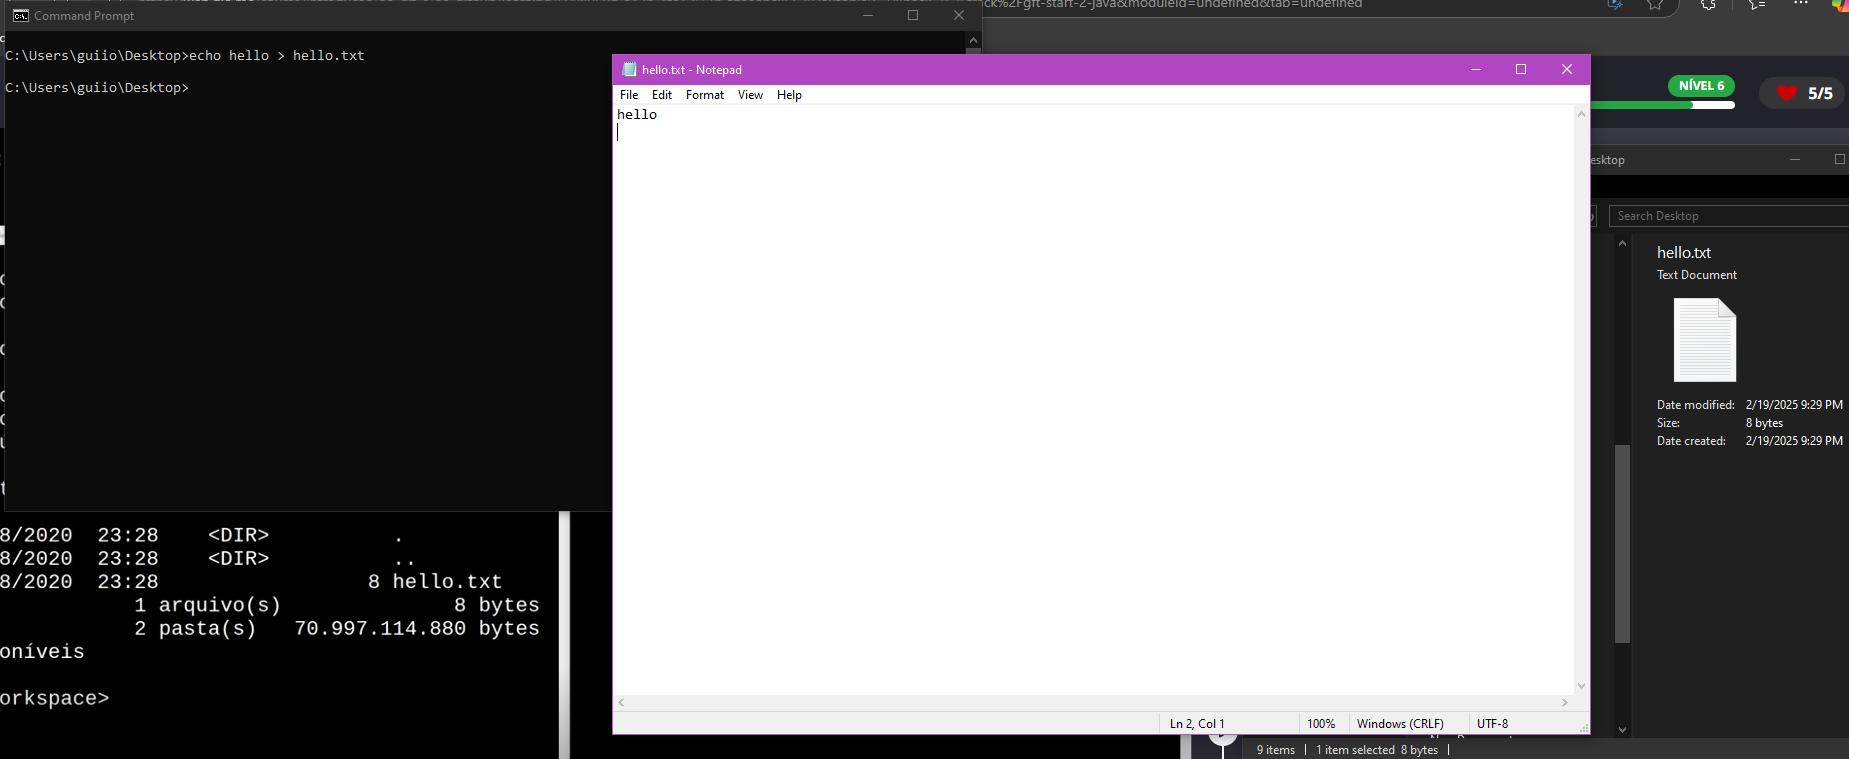 Command Prompt
ck%2Fgft-start-2-java&moduleId=undefined&tab=undefined
C:\Users\guiio\Desktop>echo hello > hello.txt
C:\Users\guiio\Desktop>
hello.txt - Notepad
File Edit Format View Help
hello
Ln 2, Col 1 100% Windows (CRLF) UTF-8
NÍVEL 6
5/5
esktop
Search Desktop
hello.txt
Text Document
Date modified: 2/19/2025 9:29 PM
Size: 8 bytes
Date created: 2/19/2025 9:29 PM
8/2020 23:28 <DIR> .
8/2020 23:28 <DIR> ..
8/2020 23:28 8 hello.txt
1 arquivo(s) 8 bytes
2 pasta(s) 70.997.114.880 bytes
oníveis
orkspace>
9 items 1 item selected 8 bytes